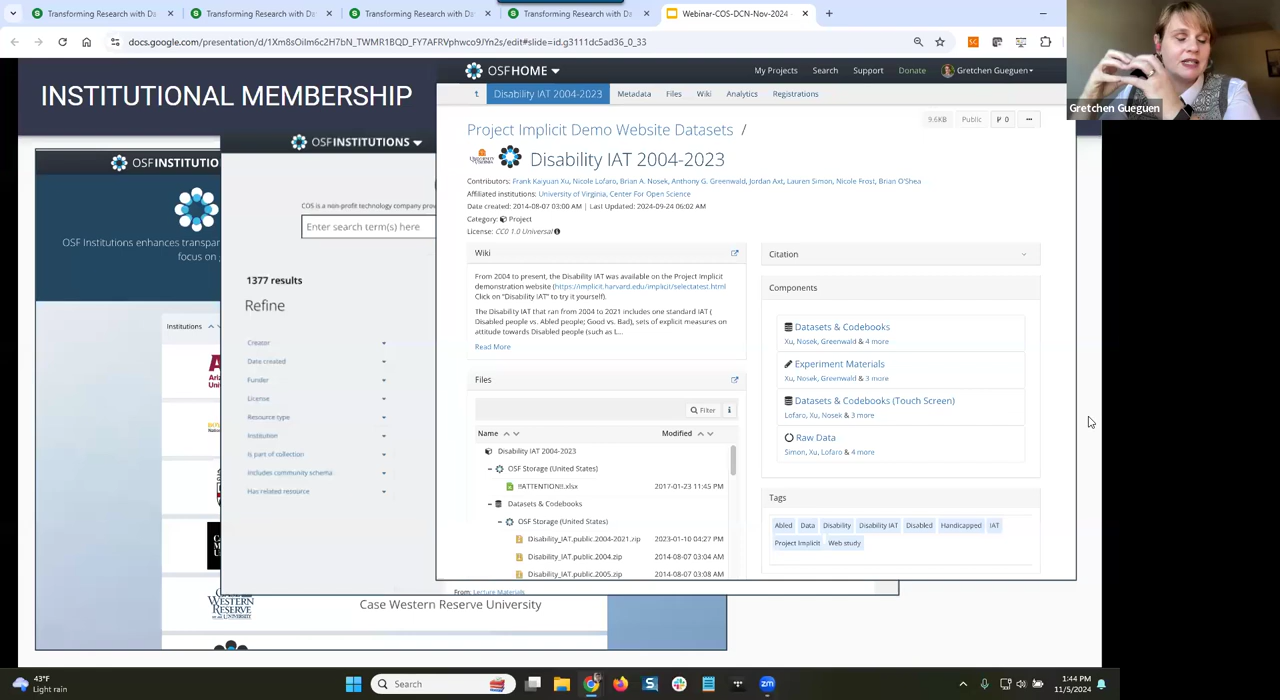 Transforming Research with Da
Transforming Research with Da
Transforming Research with Da
Transforming Research with Da
Webinar-COS-DCN-Nov-2024
docs.google.com/presentation/d/1Xm8sOilm6c2H7bN_TWMR1BQD_FY7AFRVphwco9JYn2s/edit#slide=id.g3111dc5ad36_0_33
Gretchen Gueguen
INSTITUTIONAL MEMBERSHIP
OSFINSTITUTIO
OSF Institutions enhances transpar
focus on
Institutions
Case Western Reserve University
CASE
WESTERN
RESERVE
UNIVERSITY
OSFINSTITUTIONS
COS is a non-profit technology company prov
Enter search term(s) here
1377 results
Refine
Creator
Date created
Funder
License
Resource type
Institution
Is part of collection
Includes community schema
Has related resource
From: Lecture Materials
OSFHOME
My Projects
Search
Support
Donate
Gretchen Gueguen
Disability IAT 2004-2023
Metadata
Files
Wiki
Analytics
Registrations
Project Implicit Demo Website Datasets /
9.6KB
Public
0
Disability IAT 2004-2023
Contributors: Frank Kaiyuan Xu, Nicole Lofaro, Brian A. Nosek, Anthony G. Greenwald, Jordan Axt, Lauren Simon, Nicole Frost, Brian O'Shea
Affiliated institutions: University of Virginia, Center For Open Science
Date created: 2014-08-07 03:00 AM | Last Updated: 2024-09-24 06:02 AM
Category: Project
License: CC0 1.0 Universal
Wiki
From 2004 to present, the Disability IAT was available on the Project Implicit
demonstration website (https://implicit.harvard.edu/implicit/selectatest.html
Click on "Disability IAT" to try it yourself).
The Disability IAT that ran from 2004 to 2021 includes one standard IAT (
Disabled people vs. Abled people; Good vs. Bad), sets of explicit measures on
attitude towards Disabled people (such as L...
Read More
Files
Filter
Name
Modified
Disability IAT 2004-2023
OSF Storage (United States)
!!ATTENTION!!.xlsx 2017-01-23 11:45 PM
Datasets & Codebooks
OSF Storage (United States)
Disability_IAT.public.2004-2021.zip 2023-01-10 04:27 PM
Disability_IAT.public.2004.zip 2014-08-07 03:04 AM
Disability_IAT.public.2005.zip 2014-08-07 03:08 AM
Citation
Components
Datasets & Codebooks
Xu, Nosek, Greenwald & 4 more
Experiment Materials
Xu, Nosek, Greenwald & 3 more
Datasets & Codebooks (Touch Screen)
Lofaro, Xu, Nosek & 3 more
Raw Data
Simon, Xu, Lofaro & 4 more
Tags
Abled Data Disability Disability IAT Disabled Handicapped IAT
Project Implicit Web study
43°F
Light rain
Search
1:44 PM
11/5/2024